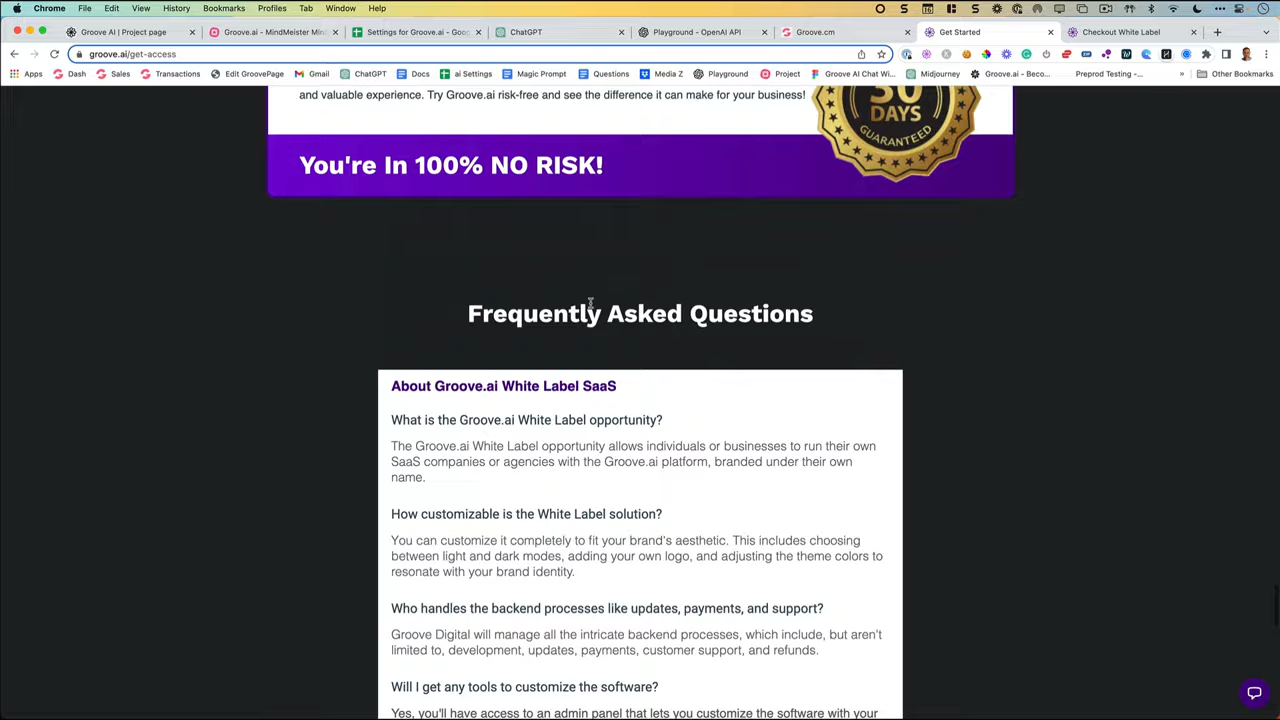 Chrome File Edit View History Bookmarks Profiles Tab Window Help
Groove AI | Project page Groove.ai - MindMeister Min Settings for Groove.ai - Goog ChatGPT Playground - OpenAI API Groove.cm Get Started Checkout White Label
groove.ai/get-access
Apps Dash Sales Transactions Edit GroovePage Gmail ChatGPT Docs ai Settings Magic Prompt Questions Media Z Playground Project Groove AI Chat Wi... Midjourney Groove.ai - Beco... Preprod Testing -... » Other Bookmarks
and valuable experience. Try Groove.ai risk-free and see the difference it can make for your business!
30
DAYS
GUARANTEED
You're In 100% NO RISK!
Frequently Asked Questions
About Groove.ai White Label SaaS
What is the Groove.ai White Label opportunity?
The Groove.ai White Label opportunity allows individuals or businesses to run their own
SaaS companies or agencies with the Groove.ai platform, branded under their own
name.
How customizable is the White Label solution?
You can customize it completely to fit your brand's aesthetic. This includes choosing
between light and dark modes, adding your own logo, and adjusting the theme colors to
resonate with your brand identity.
Who handles the backend processes like updates, payments, and support?
Groove Digital will manage all the intricate backend processes, which include, but aren't
limited to, development, updates, payments, customer support, and refunds.
Will I get any tools to customize the software?
Yes, you'll have access to an admin panel that lets you customize the software with your